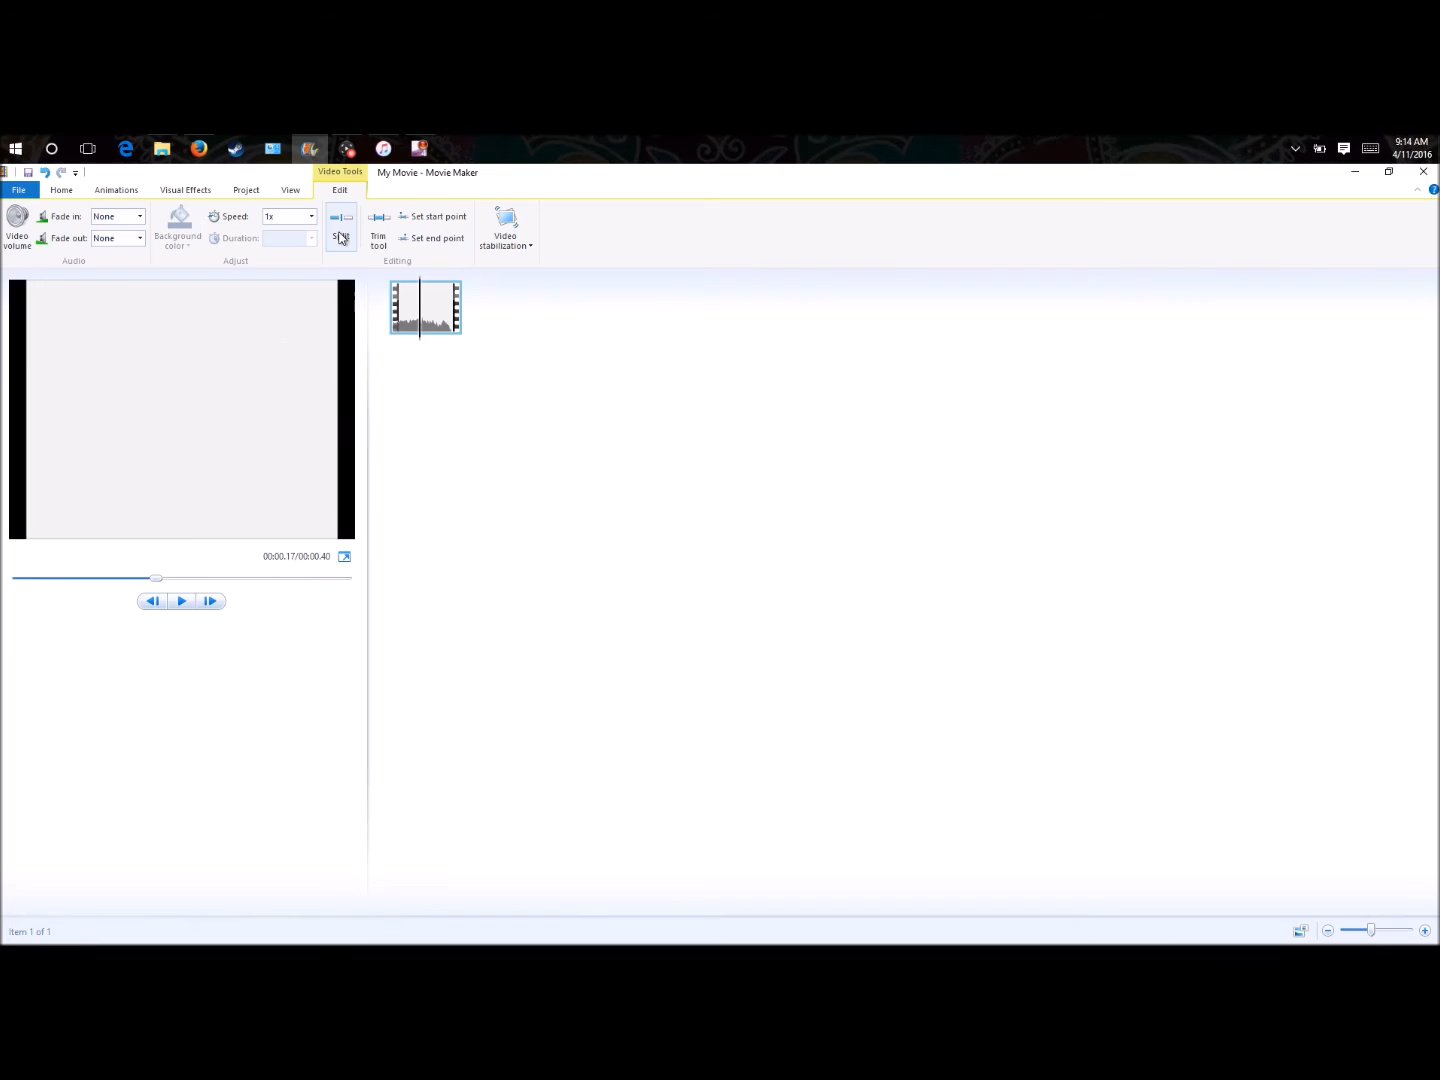 9:14 AM
4/11/2016
Video Tools
My Movie - Movie Maker
File Home Animations Visual Effects Project View Edit
Fade in: None Speed: 1x Set start point
Video volume Fade out: None Background color Duration: Split Trim tool Set end point Video stabilization
Audio Adjust Editing
00:00.17/00:00.40
Item 1 of 1